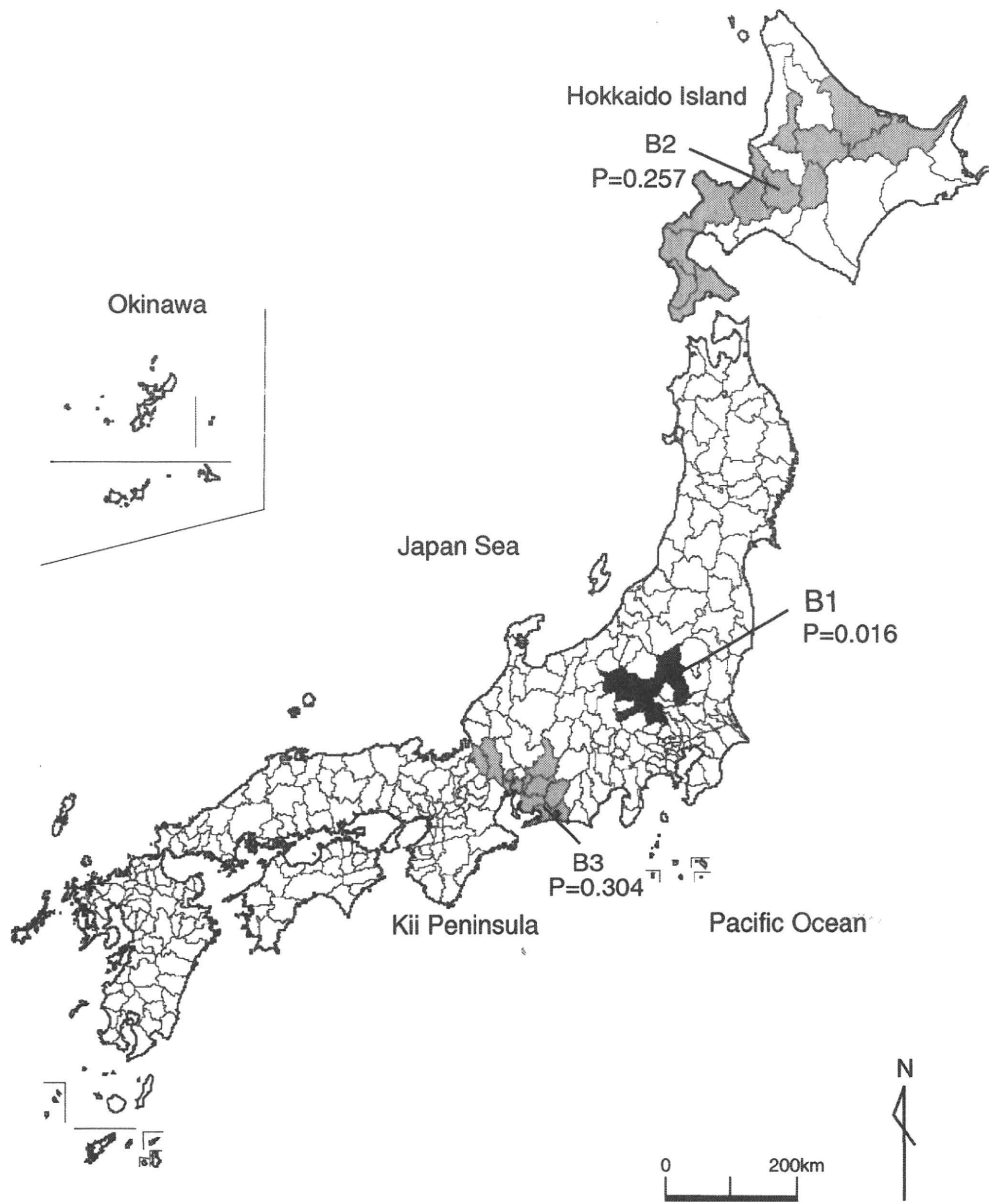 Hokkaido Island
B2
P=0.257
Okinawa
Japan Sea
B1
P=0.016
B3
P=0.304
Kii Peninsula
Pacific Ocean
N
0
200km